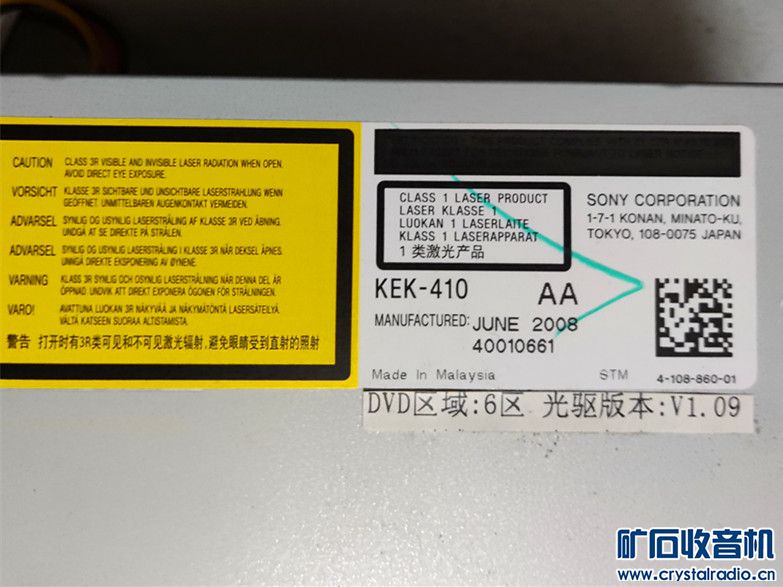 CAUTION CLASS 3R VISIBLE AND INVISIBLE LASER RADIATION WHEN OPEN.
AVOID DIRECT EYE EXPOSURE.
VORSICHT KLASSE 3R SICHTBARE UND UNSICHTBARE LASERSTRAHLUNG WENN
GEÖFFNET. UNMITTELBAREN AUGENKONTAKT VERMEIDEN.
ADVARSEL SYNLIG OG USYNLIG LASERSTRÅLING AF KLASSE 3R VED ÅBNING.
UNDGÅ AT SE DIREKTE PÅ STRÅLEN.
ADVARSEL SYNLIG OG USYNLIG LASERSTRÅLING I KLASSE 3R NÅR DEKSEL ÅPNES.
UNNGÅ DIREKTE EKSPONERING AV ØYNENE.
VARNING KLASS 3R SYNLIG OCH OSYNLIG LASERSTRÅLNING NÄR DENNA DEL ÄR
ÖPPNAD. UNDVIK ATT DIREKT EXPONERA ÖGONEN FÖR STRÅLNINGEN.
VARO! AVATTUNA LUOKAN 3R NÄKYVÄÄ JA NÄKYMÄTÖNTÄ LASERSÄTEILYÄ.
VÄLTÄ KATSEEN SUORAA ALTISTAMISTA.
警告 打开时有3R类可见和不可见激光辐射,避免眼睛受到直射的照射
CLASS 1 LASER PRODUCT
LASER KLASSE 1
LUOKAN 1 LASERLAITE
KLASS 1 LASERAPPARAT
1 类激光产品
SONY CORPORATION
1-7-1 KONAN, MINATO-KU,
TOKYO, 108-0075 JAPAN
KEK-410 AA
MANUFACTURED: JUNE 2008
40010661
Made in Malaysia STM 4-108-860-01
DVD区域:6区 光驱版本:V1.09
矿石收音机
www.crystalradio.cn